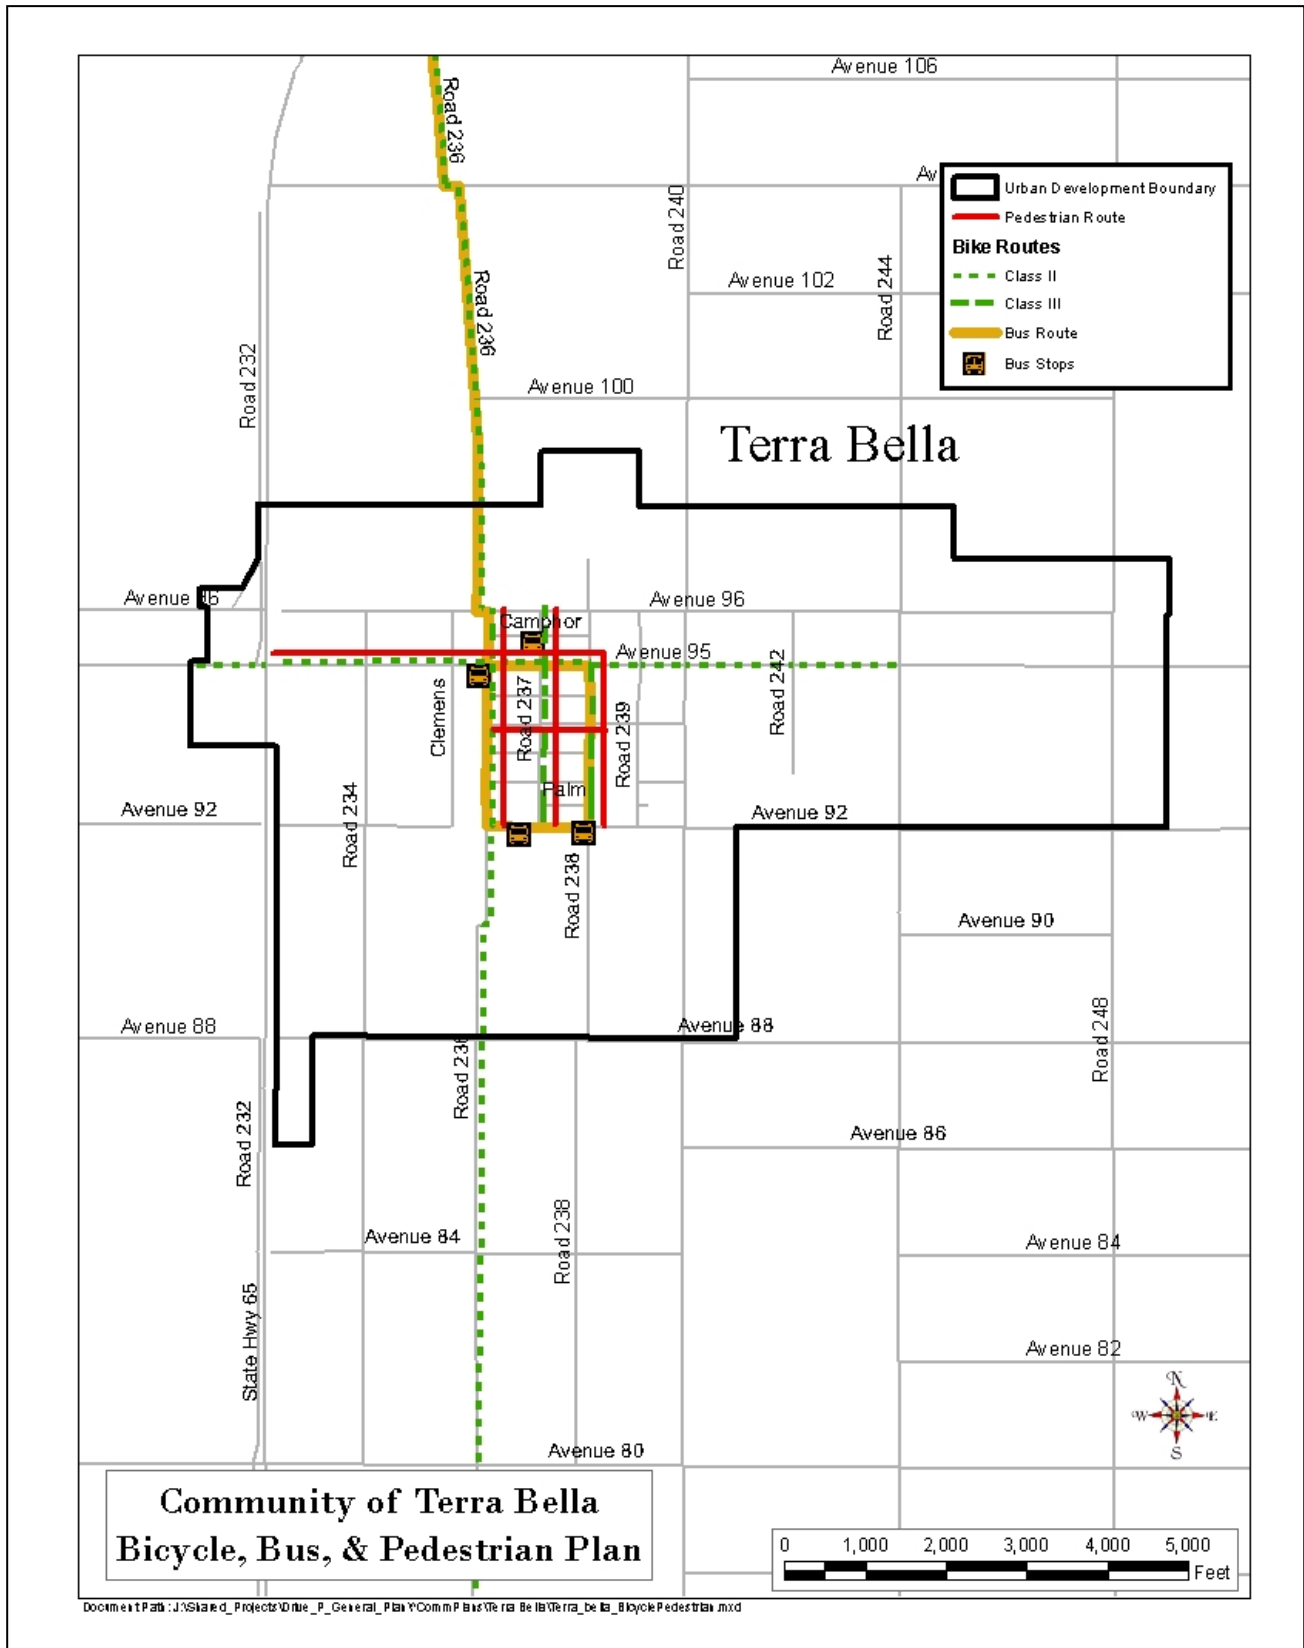 Avenue 106
Road 236
Av
Urban Development Boundary
Pedestrian Route
Bike Routes
Class II
Class III
Bus Route
Bus Stops
Road 240
Road 244
Avenue 102
Road 236
Road 232
Avenue 100
Terra Bella
Avenue 96
Avenue 96
Camphor
Avenue 95
Clemens
Road 237
Road 239
Road 242
Palm
Avenue 92
Avenue 92
Road 234
Road 238
Avenue 90
Avenue 88
Avenue 88
Road 236
Road 248
Road 232
Avenue 86
Avenue 84
Road 238
Avenue 84
State Hwy 65
Avenue 82
N
W
E
S
Avenue 80
Community of Terra Bella
Bicycle, Bus, & Pedestrian Plan
0 1,000 2,000 3,000 4,000 5,000
Feet